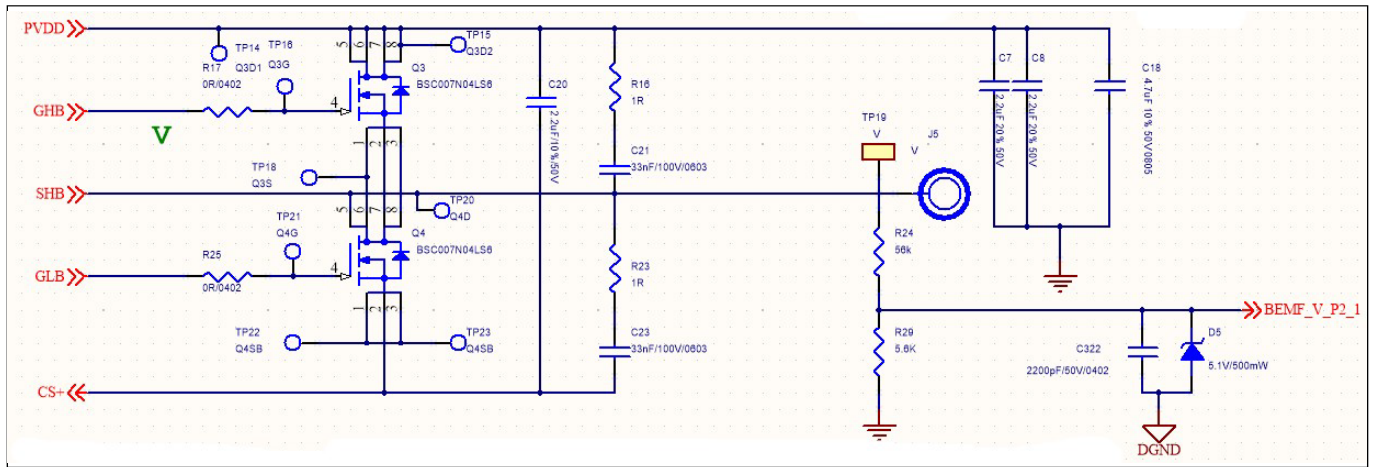 PVDD
TP14
Q3D1
TP16
Q3G
R17
0R/0402
5
6
7
8
TP15
Q3D2
Q3
BSC007N04LS6
GHB
4
V
1
2
3
TP18
Q3S
SHB
C20
2.2uF/10%/50V
R16
1R
C21
33nF/100V/0603
TP19
V
J5
V
C7
2.2uF 20% 50V
C8
2.2uF 20% 50V
C18
4.7uF 10% 50V/0805
5
6
7
8
TP20
Q4D
TP21
Q4G
Q4
BSC007N04LS6
R25
0R/0402
GLB
4
1
2
3
TP22
Q4SB
TP23
Q4SB
CS+
R23
1R
C23
33nF/100V/0603
R24
56k
R29
5.6K
BEMF_V_P2_1
C322
2200pF/50V/0402
D5
5.1V/500mW
DGND